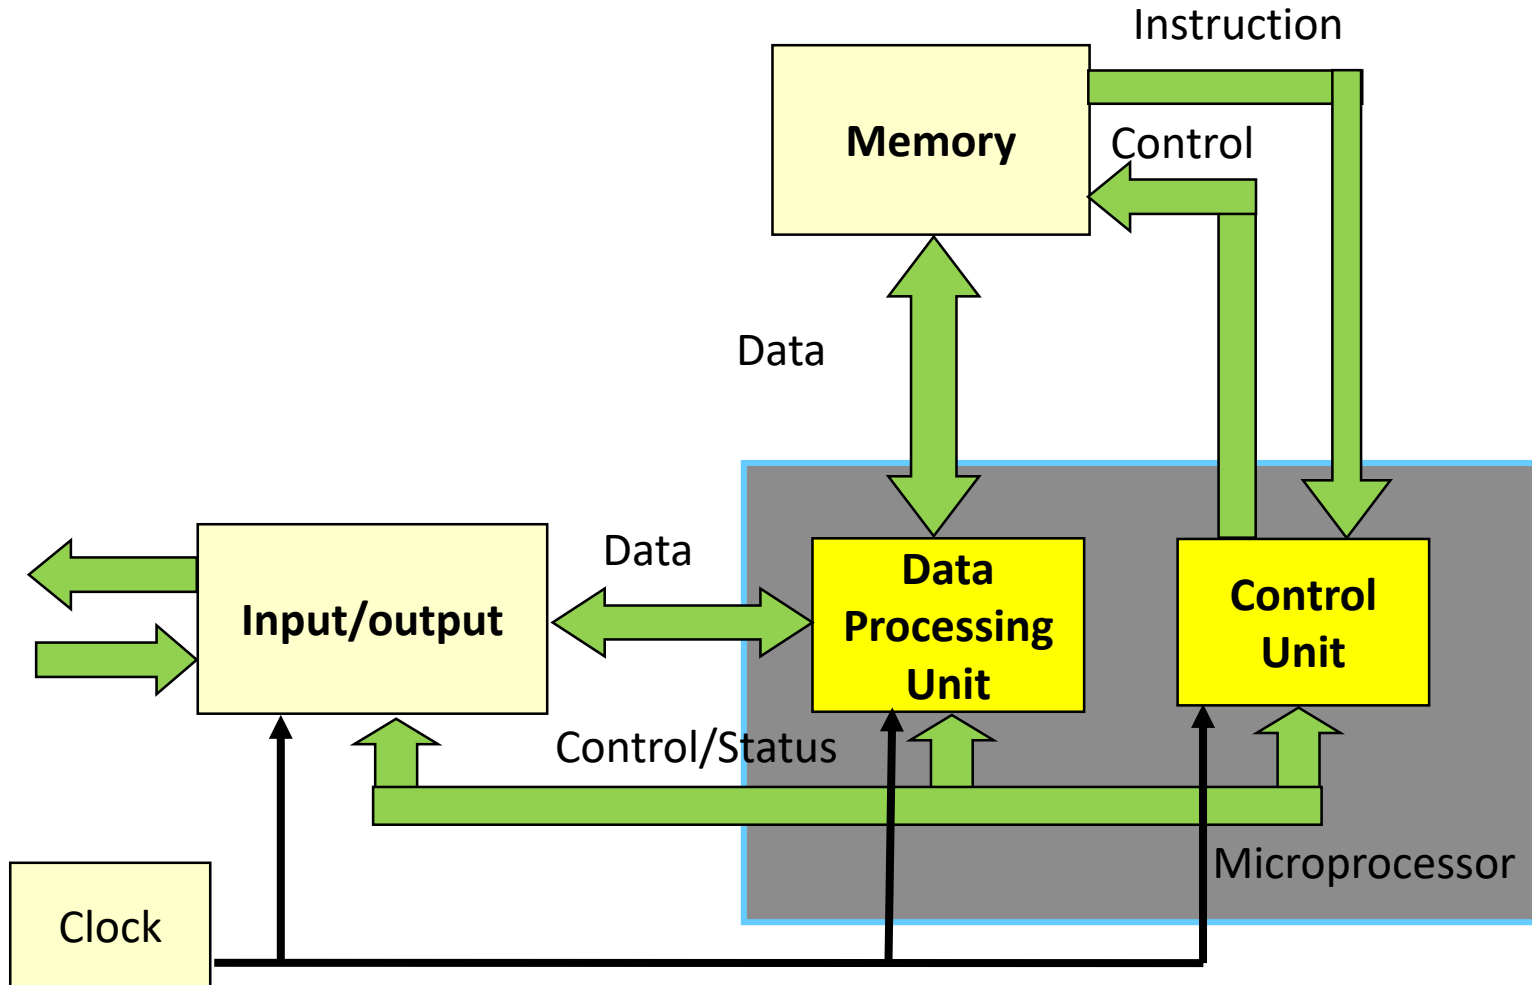 Instruction
Memory
Control
Data
Data
Data
Processing
Unit
Control
Unit
Input/output
Control/Status
Microprocessor
Clock